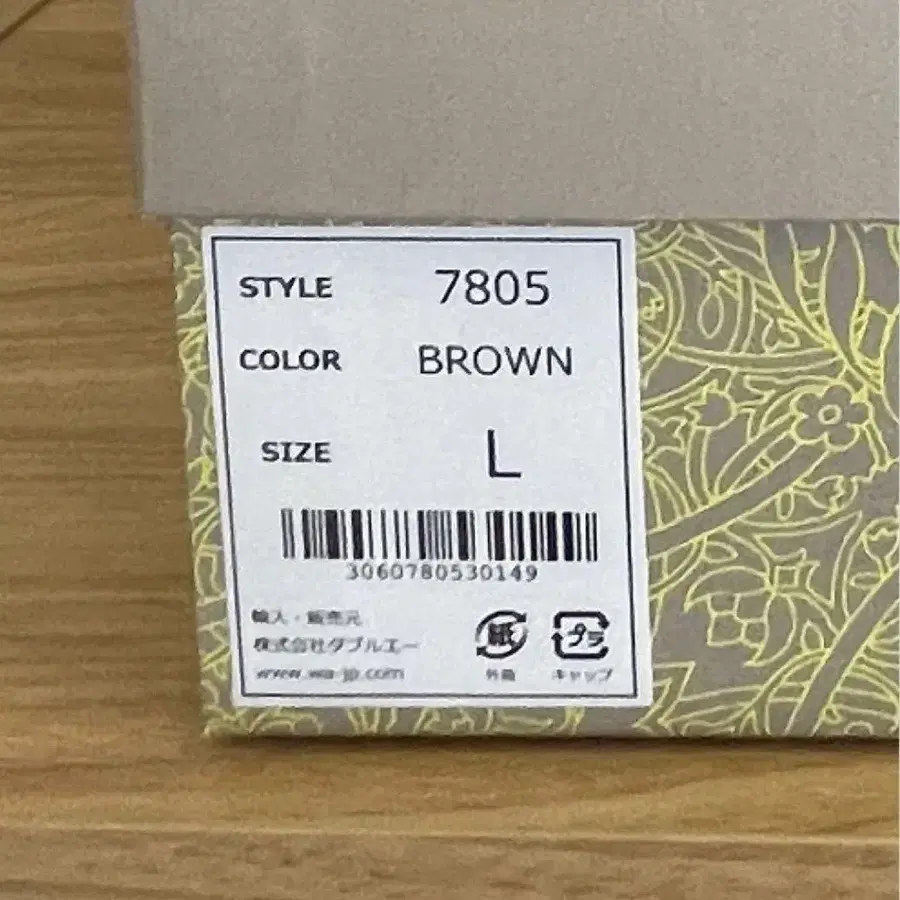 STYLE 7805
COLOR BROWN
SIZE L
3060780530149
輸入・販売元
株式会社ダブルエー
www.wa-jp.com
紙 プラ
外箱 キャップ